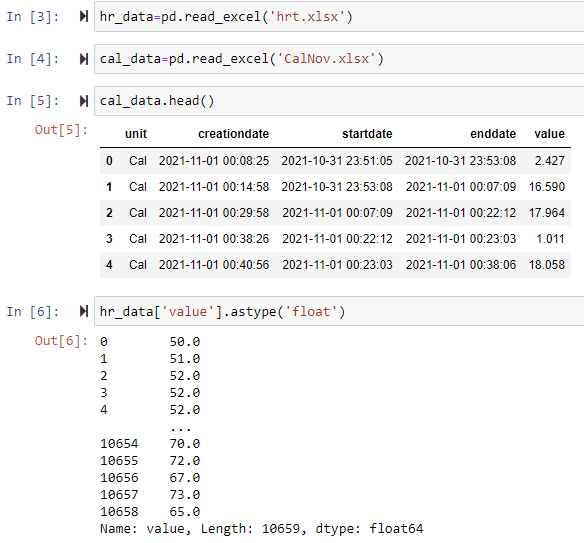 In [3]: hr_data=pd.read_excel('hrt.xlsx')
In [4]: cal_data=pd.read_excel('CalNov.xlsx')
In [5]: cal_data.head()
Out[5]:
unit creationdate startdate enddate value
0 Cal 2021-11-01 00:08:25 2021-10-31 23:51:05 2021-10-31 23:53:08 2.427
1 Cal 2021-11-01 00:14:58 2021-10-31 23:53:08 2021-11-01 00:07:09 16.590
2 Cal 2021-11-01 00:29:58 2021-11-01 00:07:09 2021-11-01 00:22:12 17.964
3 Cal 2021-11-01 00:38:26 2021-11-01 00:22:12 2021-11-01 00:23:03 1.011
4 Cal 2021-11-01 00:40:56 2021-11-01 00:23:03 2021-11-01 00:38:06 18.058
In [6]: hr_data['value'].astype('float')
Out[6]: 0 50.0
1 51.0
2 52.0
3 52.0
4 52.0
...
10654 70.0
10655 72.0
10656 67.0
10657 73.0
10658 65.0
Name: value, Length: 10659, dtype: float64